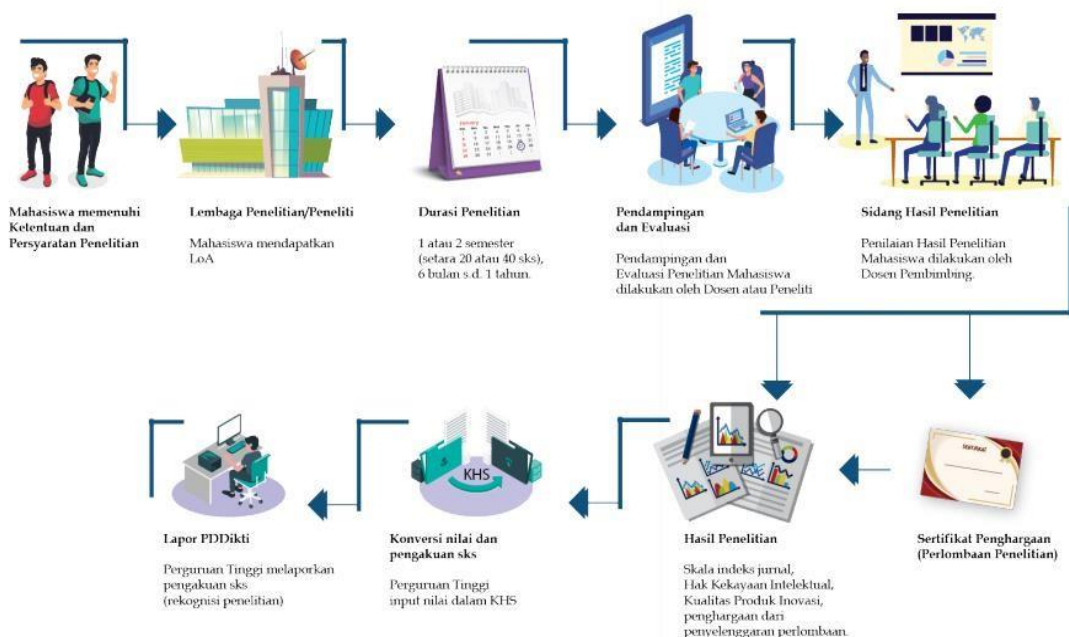 Mahasiswa memenuhi
Ketentuan dan
Persyaratan Penelitian
Lembaga Penelitian/Peneliti
Mahasiswa mendapatkan
LoA
January
Durasi Penelitian
1 atau 2 semester
(setara 20 atau 40 sks),
6 bulan s.d. 1 tahun.
Pendampingan
dan Evaluasi
Pendampingan dan
Evaluasi Penelitian Mahasiswa
dilakukan oleh Dosen atau Peneliti
Sidang Hasil Penelitian
Penilaian Hasil Penelitian
Mahasiswa dilakukan oleh
Dosen Pembimbing.
Lapor PDDikti
Perguruan Tinggi melaporkan
pengakuan sks
(rekognisi penelitian)
KHS
Konversi nilai dan
pengakuan sks
Perguruan Tinggi
input nilai dalam KHS
Hasil Penelitian
Skala indeks jurnal,
Hak Kekayaan Intelektual,
Kualitas Produk Inovasi,
penghargaan dari
penyelenggaran perlombaan.
Sertifikat Penghargaan
(Perlombaan Penelitian)